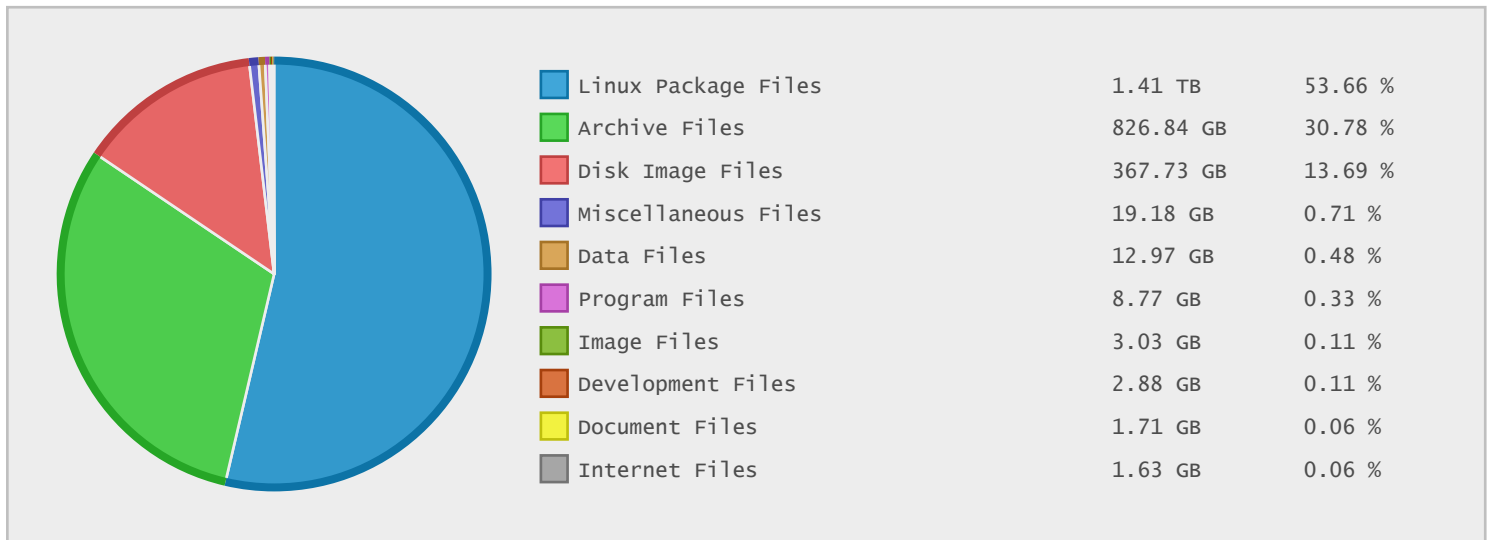 Linux Package Files 1.41 TB 53.66 %
Archive Files 826.84 GB 30.78 %
Disk Image Files 367.73 GB 13.69 %
Miscellaneous Files 19.18 GB 0.71 %
Data Files 12.97 GB 0.48 %
Program Files 8.77 GB 0.33 %
Image Files 3.03 GB 0.11 %
Development Files 2.88 GB 0.11 %
Document Files 1.71 GB 0.06 %
Internet Files 1.63 GB 0.06 %